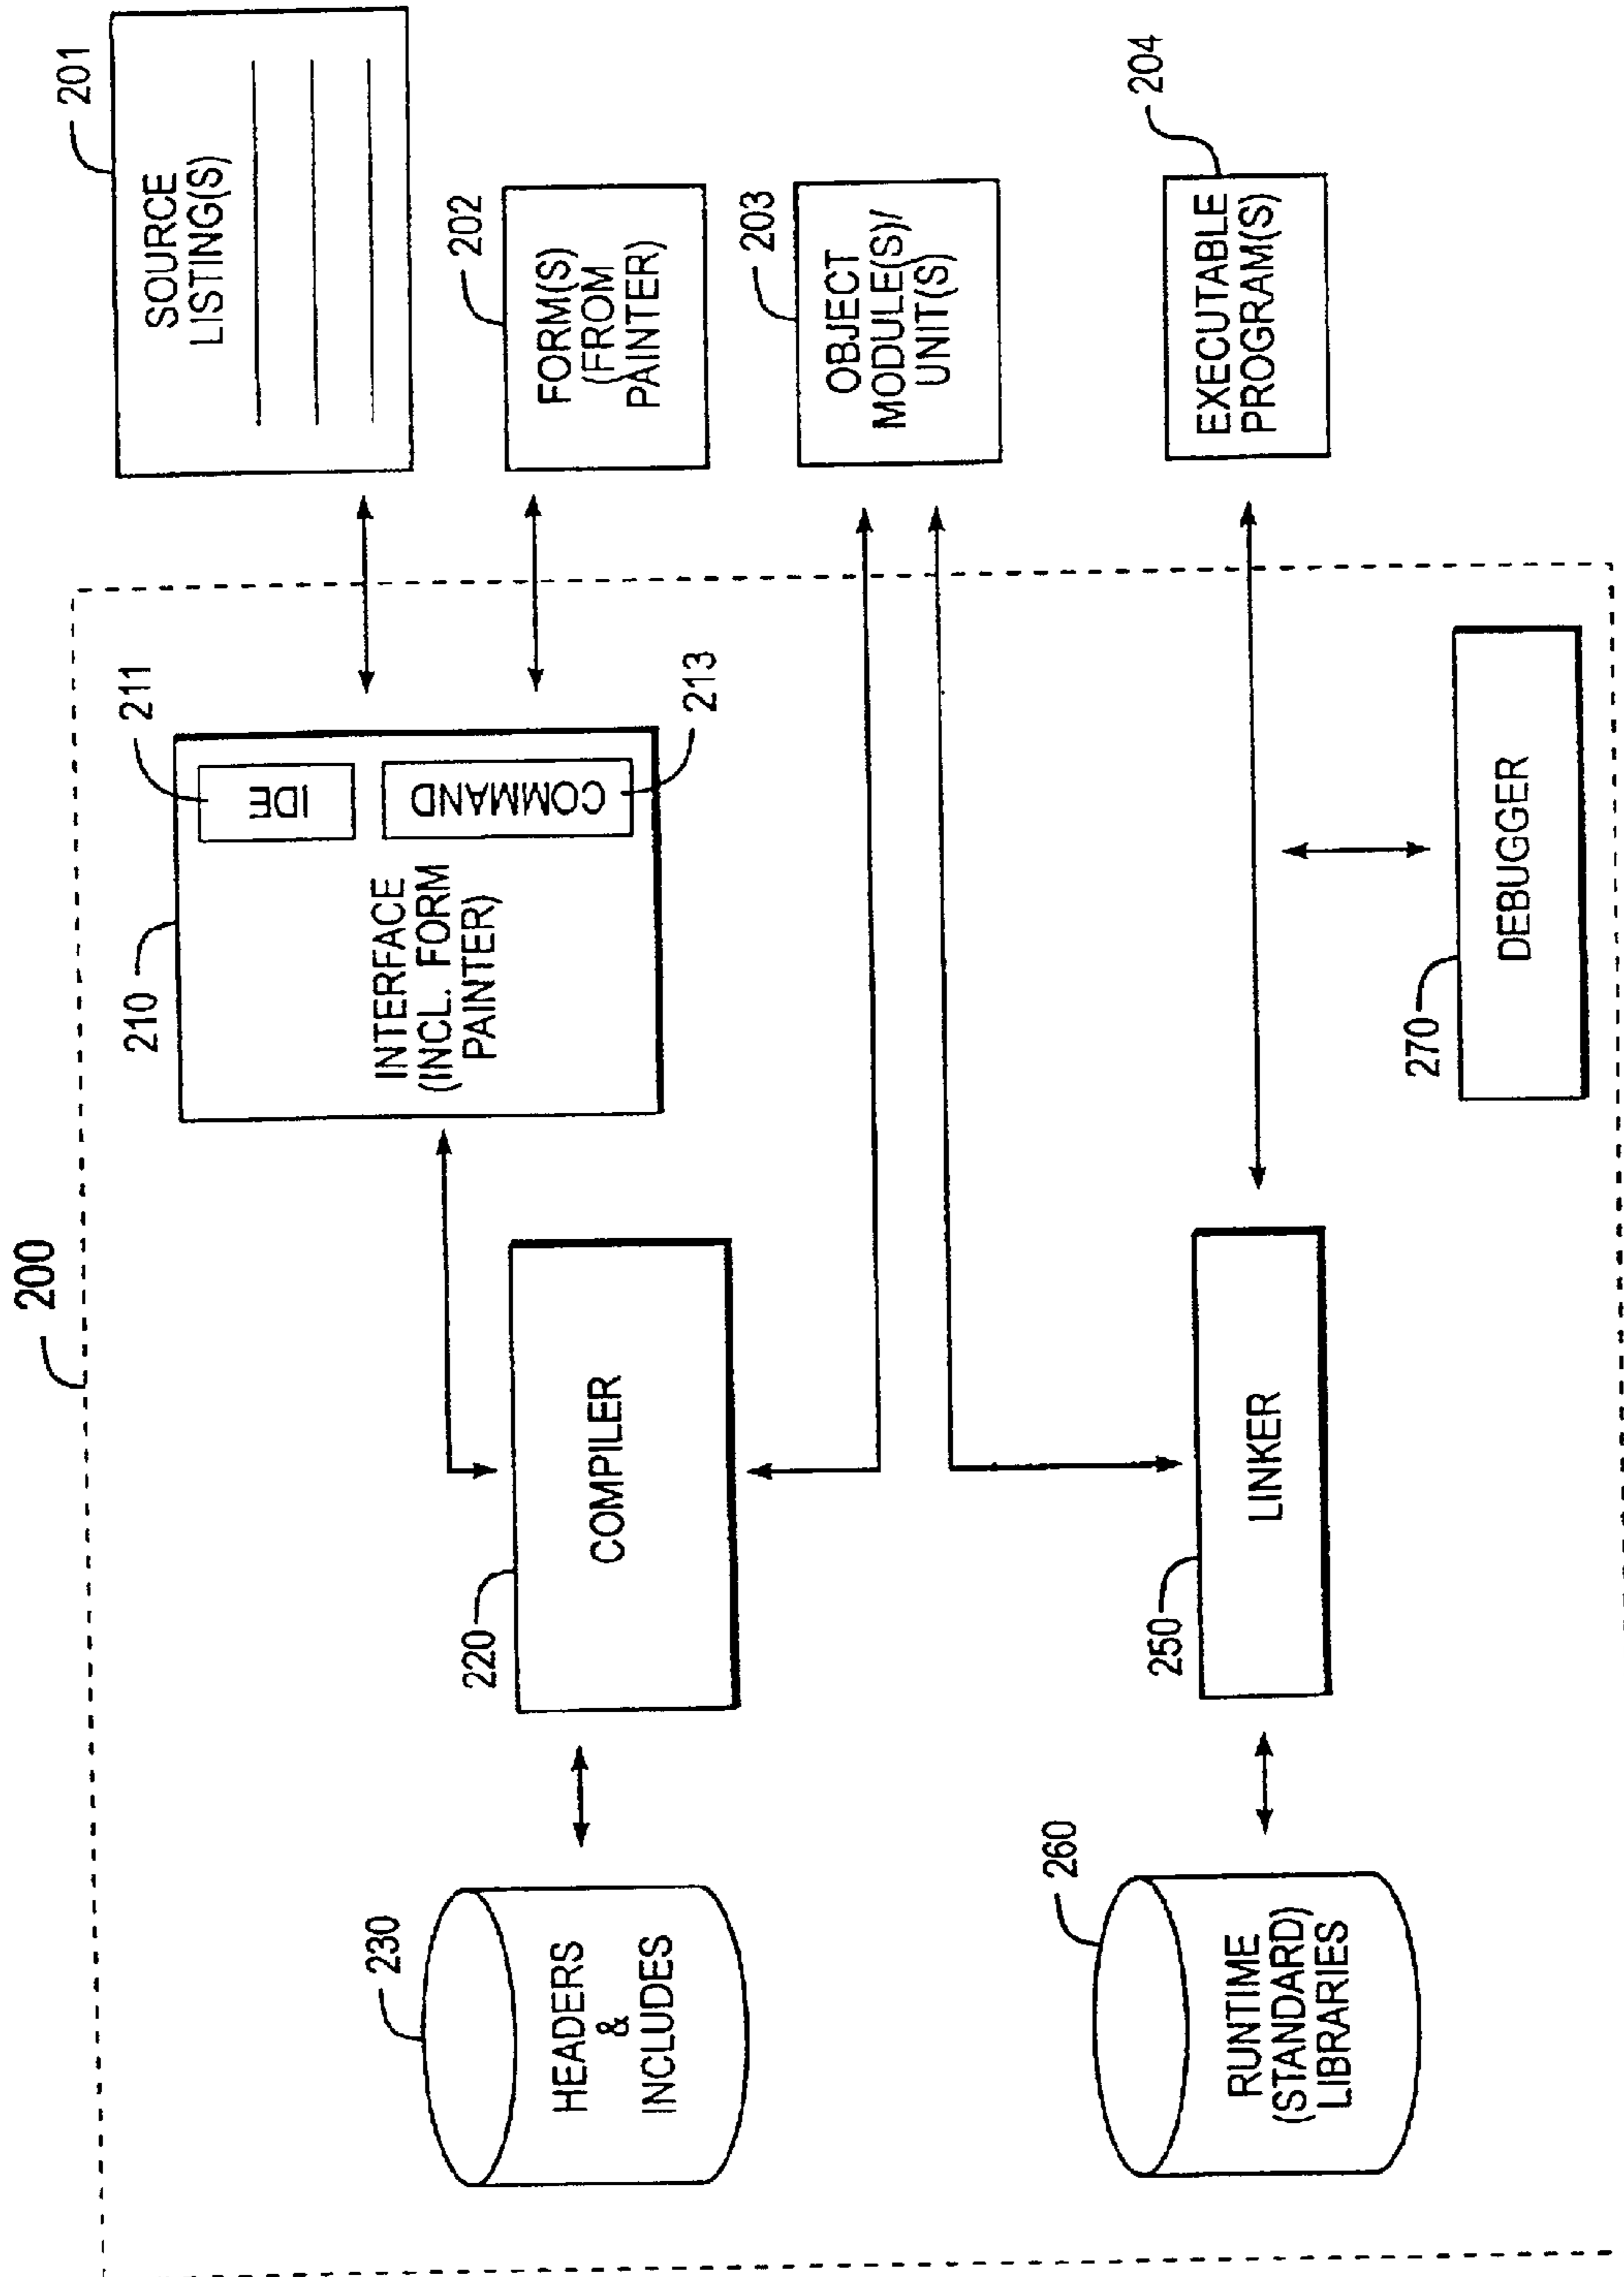 200
230
HEADERS
&
INCLUDES
220
COMPILER
210
INTERFACE
(INCL. FORM
PAINTER)
211
IDE
213
COMMAND
201
SOURCE
LISTING(S)
202
FORM(S)
(FROM
PAINTER)
203
OBJECT
MODULE(S)/
UNIT(S)
260
RUNTIME
(STANDARD)
LIBRARIES
250
LINKER
204
EXECUTABLE
PROGRAM(S)
270
DEBUGGER